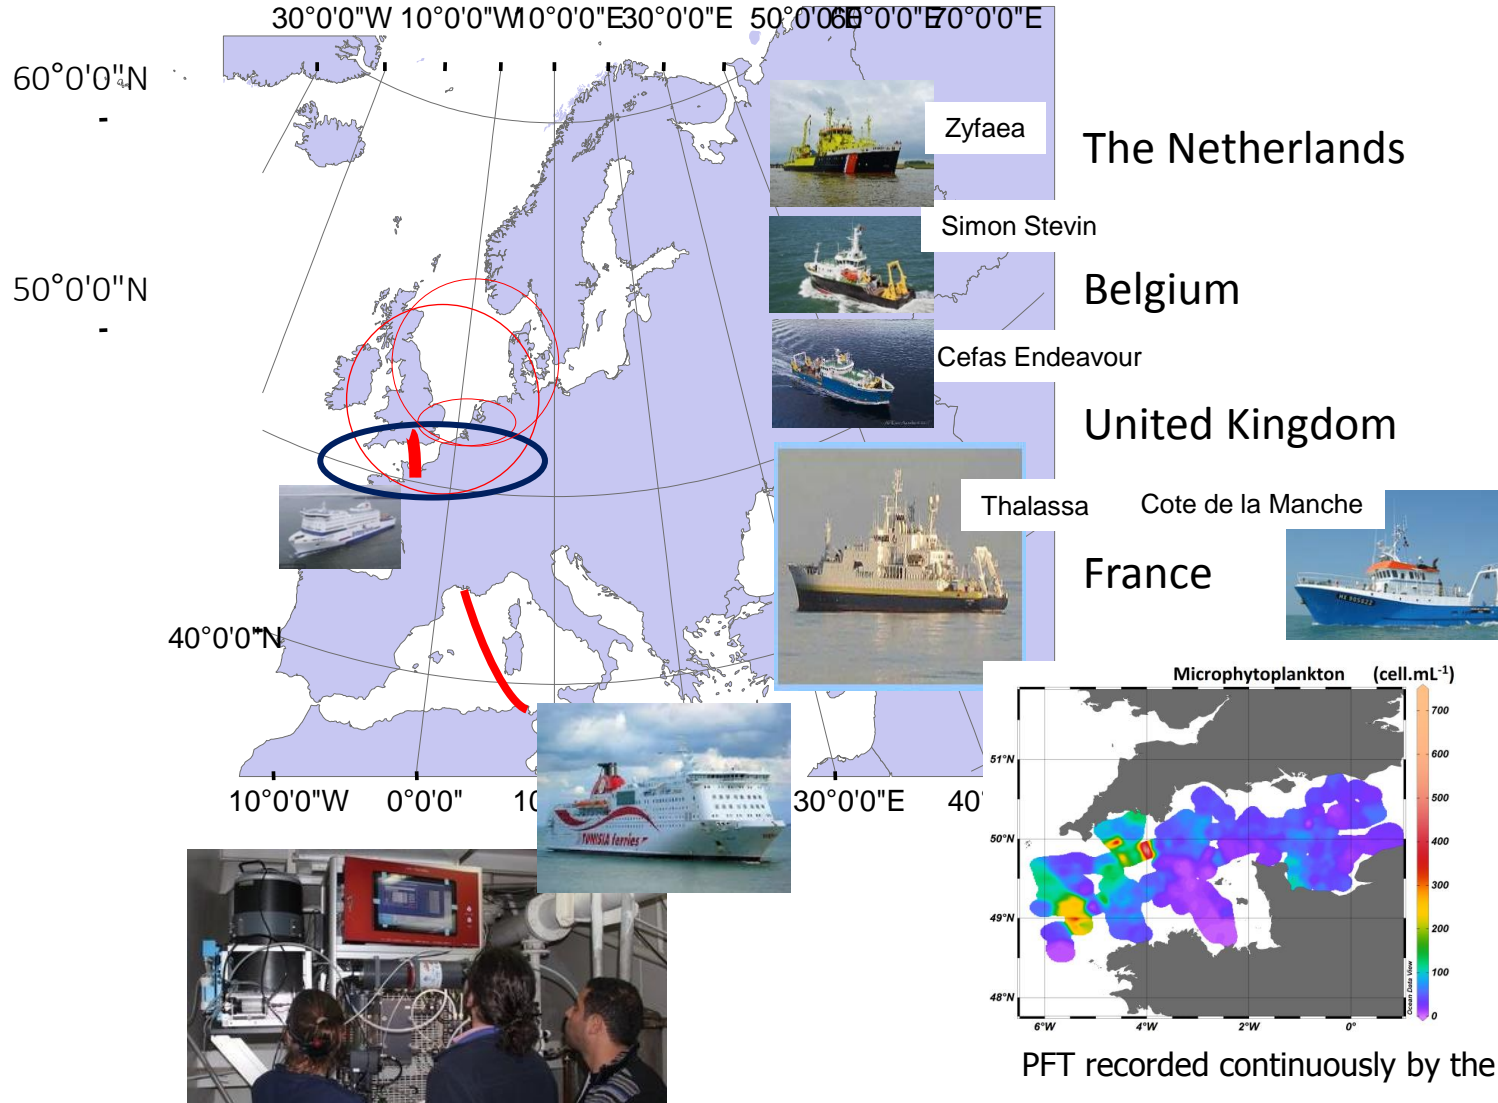 30°0'0"W 10°0'0"W 10°0'0"E 30°0'0"E 50°0'0"E 60°0'0"E 70°0'0"E
60°0'0"N
50°0'0"N
40°0'0"N
10°0'0"W 0°0'0" 30°0'0"E
Zyfaea
The Netherlands
Simon Stevin
Belgium
Cefas Endeavour
United Kingdom
Thalassa
Cote de la Manche
France
TUNISIA ferries
Microphytoplankton (cell.mL⁻¹)
700
600
500
400
300
200
100
0
51°N
50°N
49°N
48°N
6°W 4°W 2°W 0°
Ocean Data View
PFT recorded continuously by the